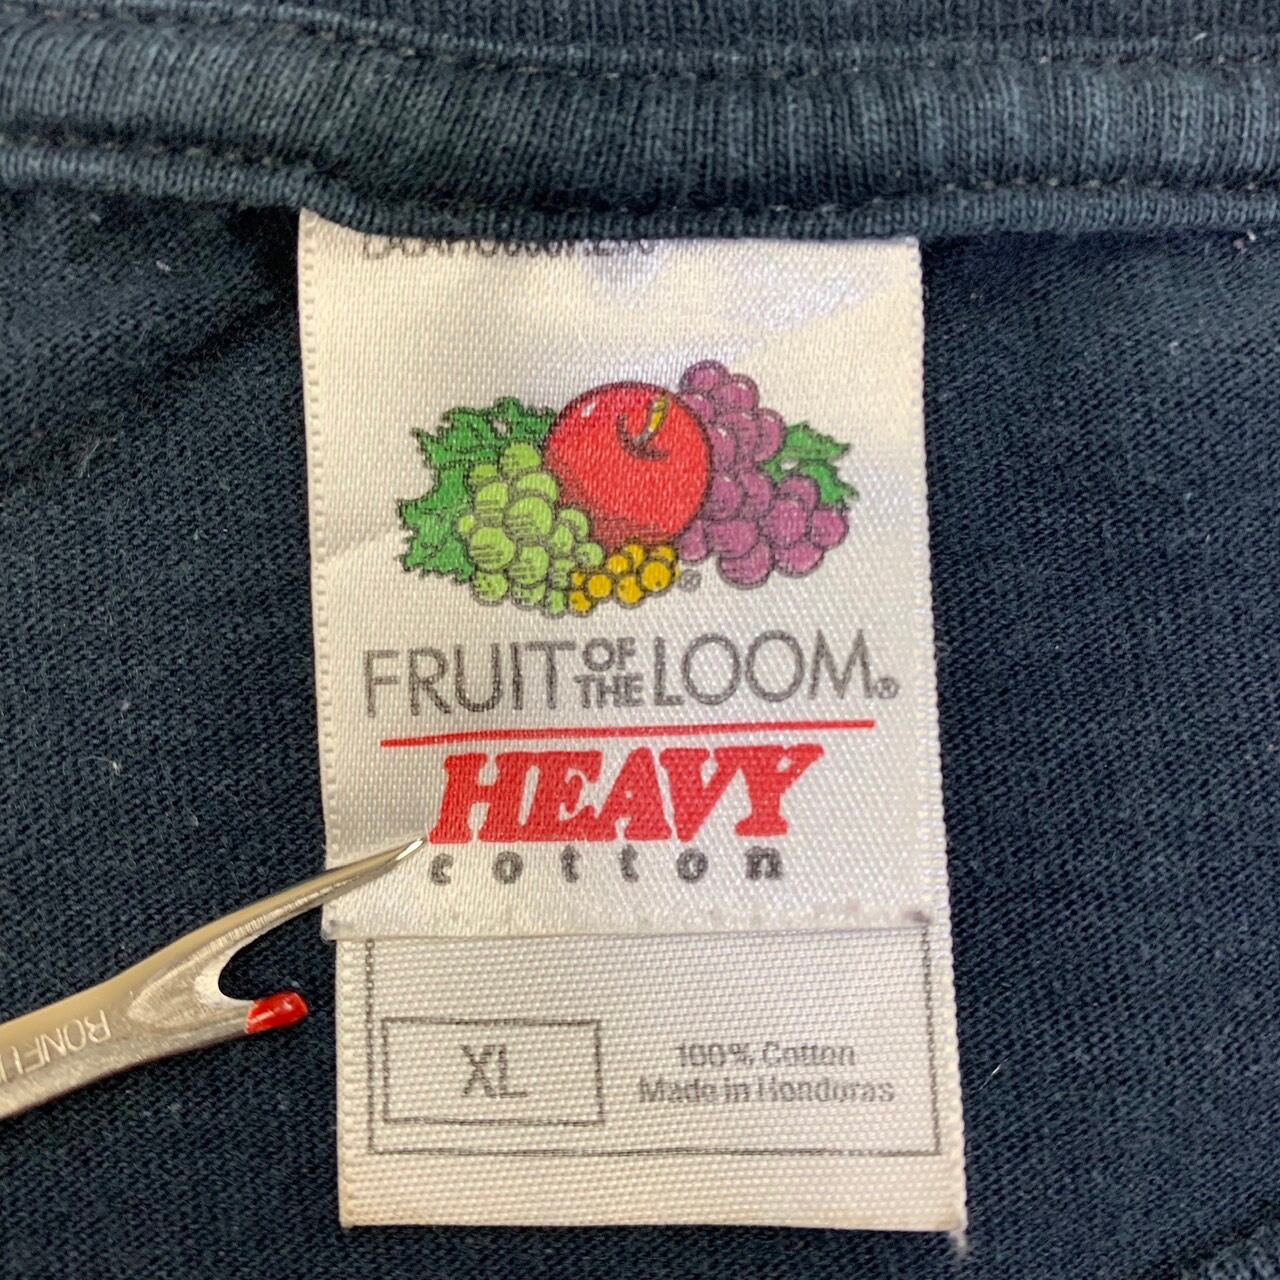 FRUIT OF THE LOOM®
HEAVY
cotton
XL
100% Cotton
Made in Honduras